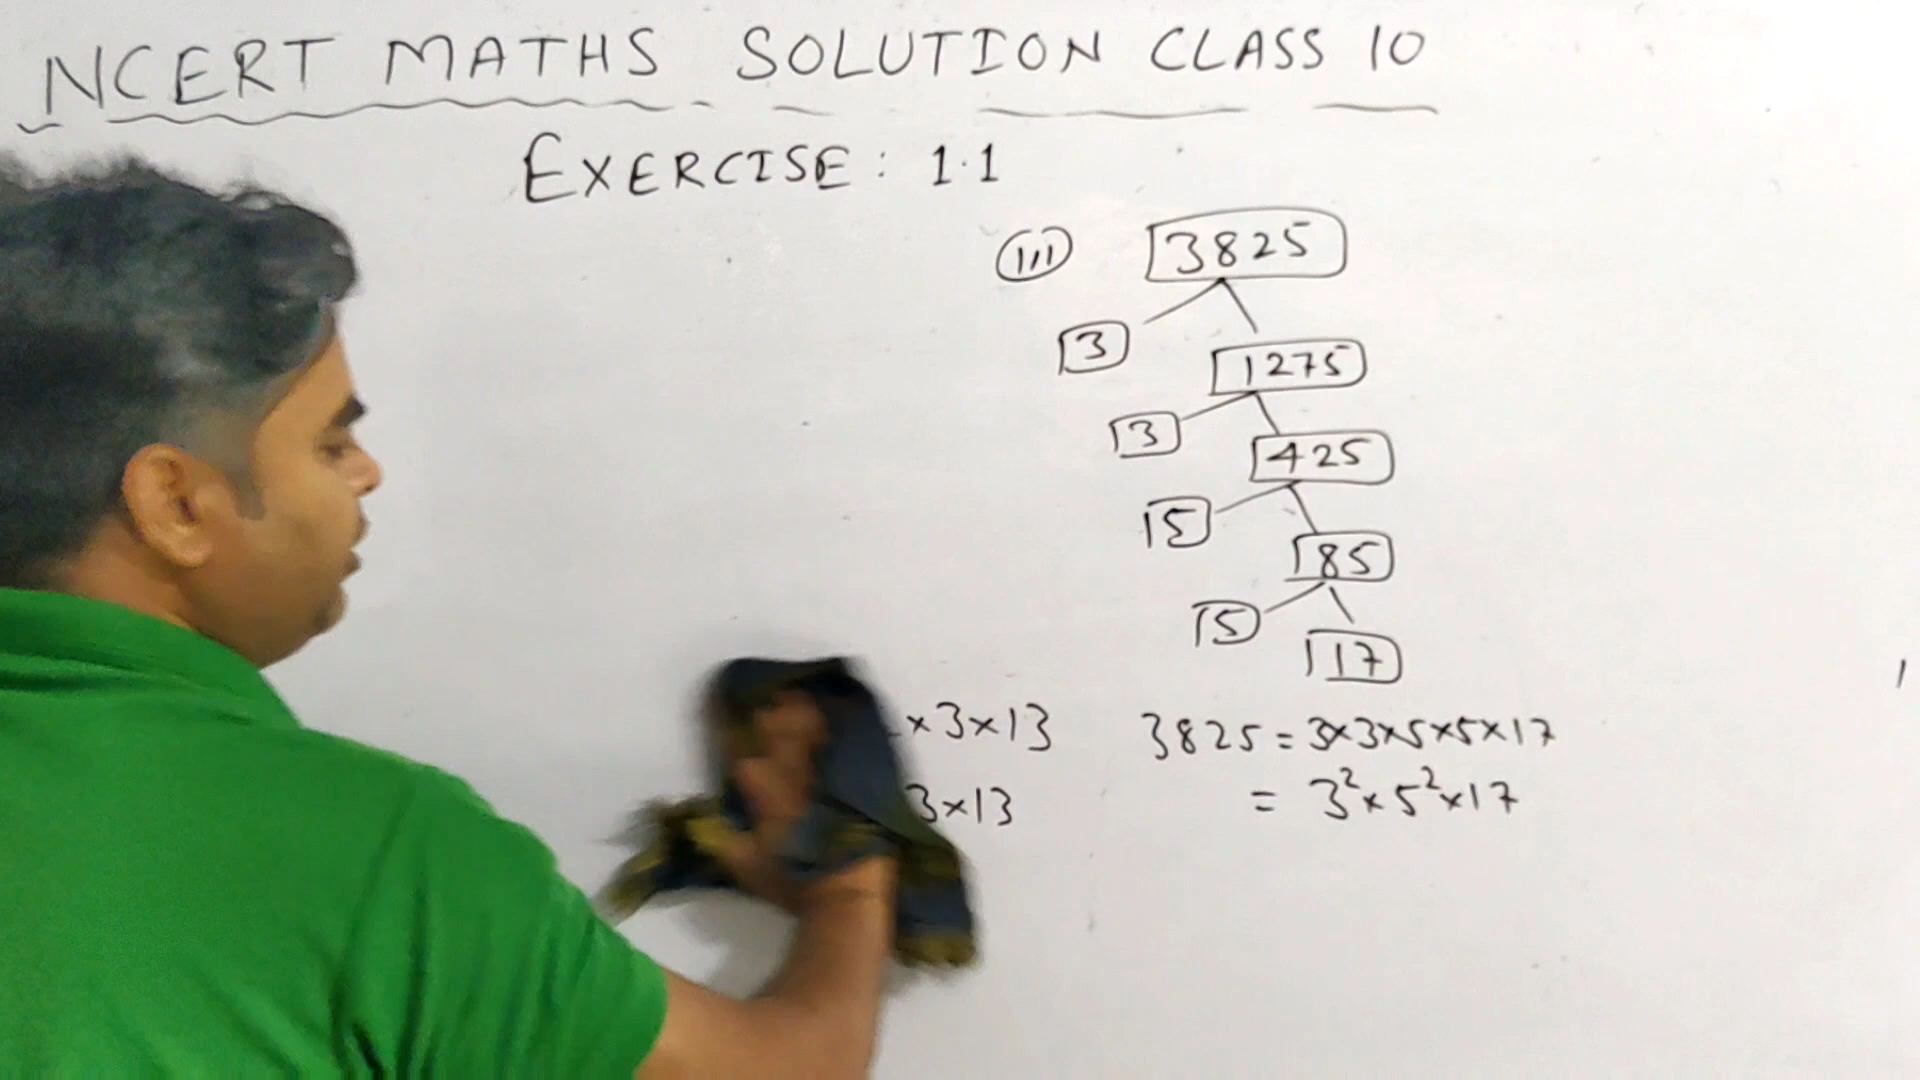 NCERT MATHS SOLUTION CLASS 10
EXERCISE: 1.1
(iii) 3825
3 1275
3 425
5 85
5 17
×3×13
3×13
3825 = 3×3×5×5×17
= 3²×5²×17